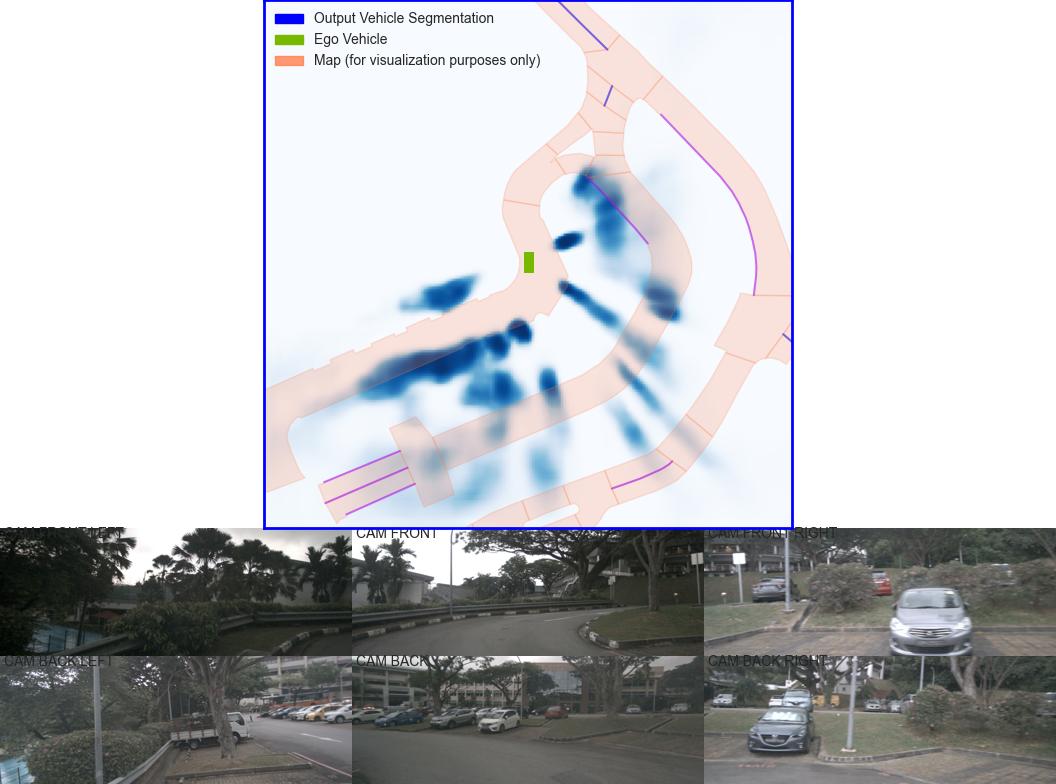 Output Vehicle Segmentation
Ego Vehicle
Map (for visualization purposes only)
CAM FRONT LEFT
CAM FRONT
CAM FRONT RIGHT
CAM BACK LEFT
CAM BACK
CAM BACK RIGHT